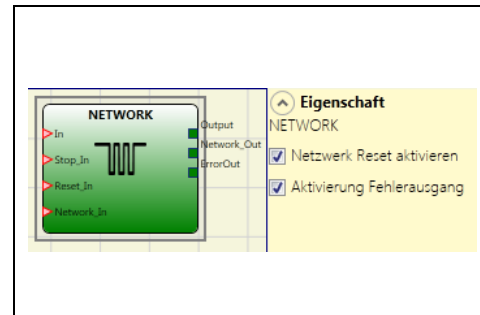 NETWORK
In
Stop_In
Reset_In
Network_In
Output
Network_Out
ErrorOut
Eigenschaft
NETWORK
Netzwerk Reset aktivieren
Aktivierung Fehlerausgang